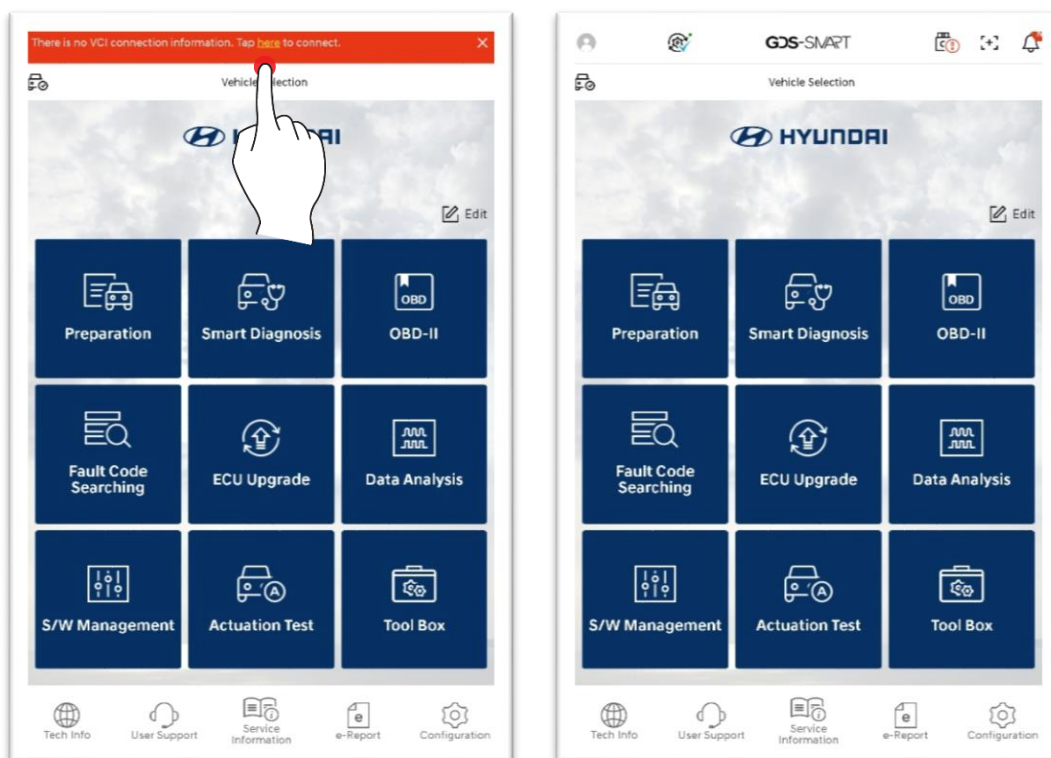 There is no VCI connection information. Tap here to connect.
Vehicle Selection
Edit
Preparation
Smart Diagnosis
OBD
OBD-II
Fault Code
Searching
ECU Upgrade
Data Analysis
S/W Management
A
Actuation Test
Tool Box
Tech Info
User Support
Service
Information
e
e-Report
Configuration
GDS-SMART
Vehicle Selection
HYUNDAI
Edit
Preparation
Smart Diagnosis
OBD
OBD-II
Fault Code
Searching
ECU Upgrade
Data Analysis
S/W Management
A
Actuation Test
Tool Box
Tech Info
User Support
Service
Information
e
e-Report
Configuration